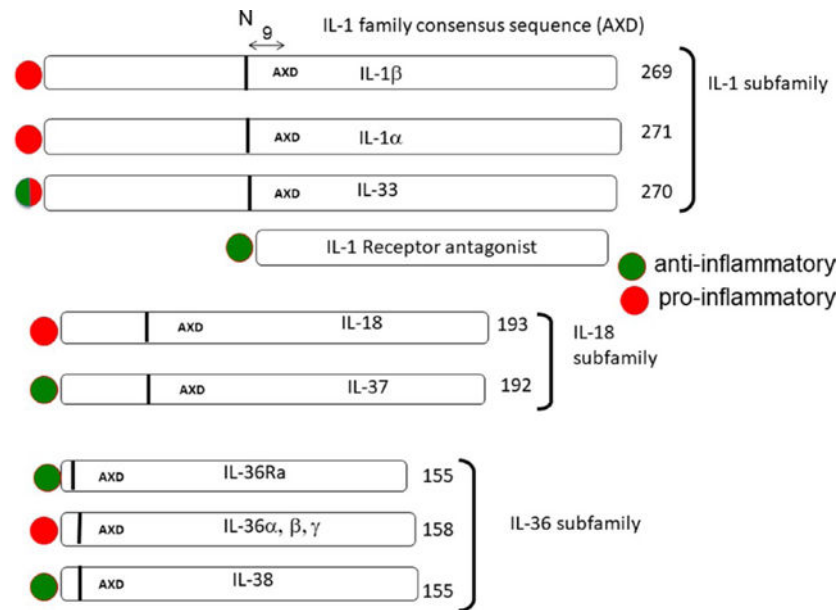 N
9
IL-1 family consensus sequence (AXD)
AXD IL-1β 269
IL-1 subfamily
AXD IL-1α 271
AXD IL-33 270
IL-1 Receptor antagonist
anti-inflammatory
pro-inflammatory
AXD IL-18 193
IL-18
subfamily
AXD IL-37 192
AXD IL-36Ra 155
AXD IL-36α, β, γ 158
IL-36 subfamily
AXD IL-38 155